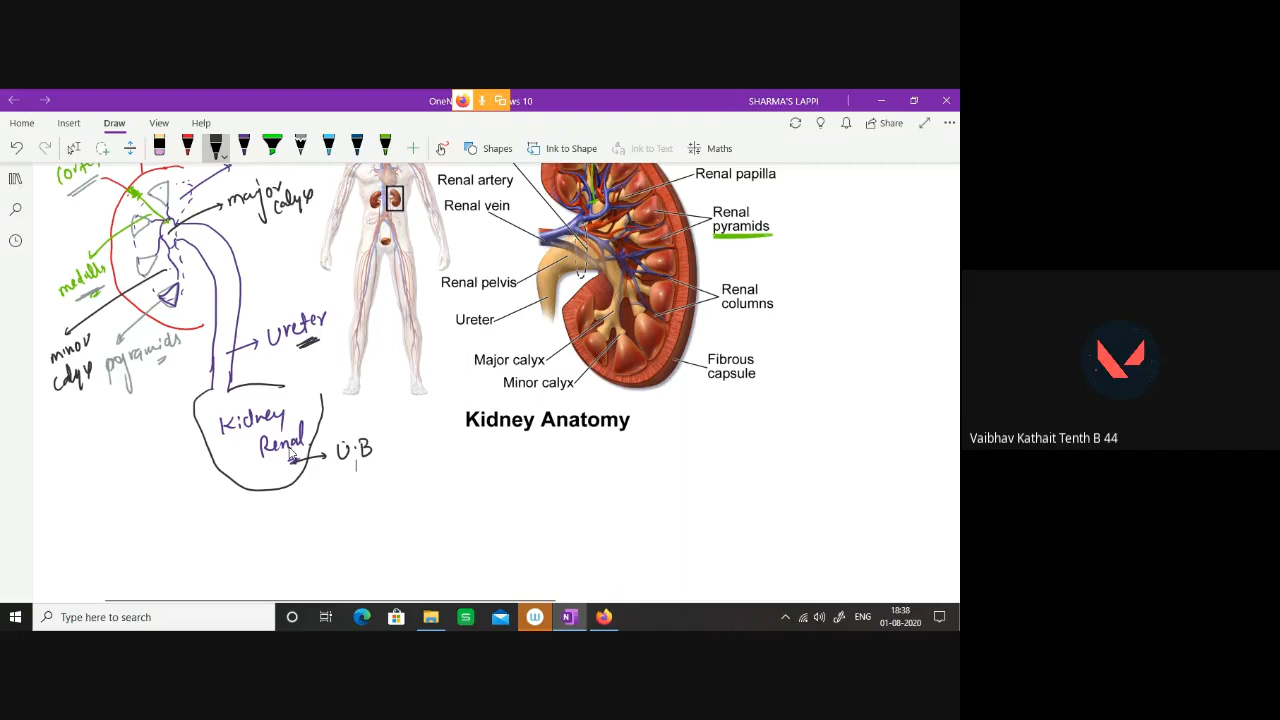 OneN
ws 10
SHARMA'S LAPPI
Home
Insert
Draw
View
Help
Share
Shapes
Ink to Shape
Ink to Text
Maths
major
calyx
minor
calyx
pyramids
Ureter
Kidney
Renal
U.B
Renal artery
Renal vein
Renal pelvis
Ureter
Major calyx
Minor calyx
Renal papilla
Renal
pyramids
Renal
columns
Fibrous
capsule
Kidney Anatomy
Vaibhav Kathait Tenth B 44
Type here to search
ENG
18:38
01-08-2020